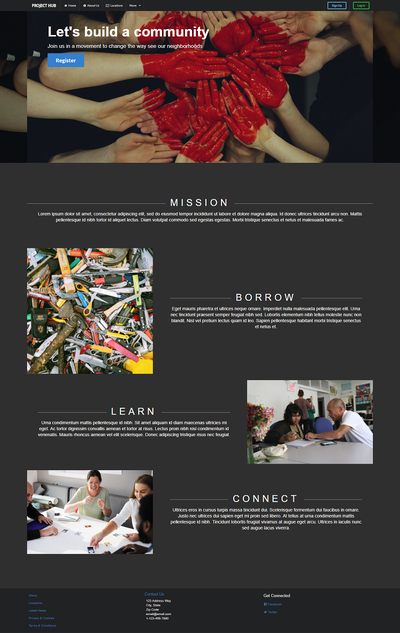 PROJECT HUB
Home
About Us
Locations
More
Sign Up
Log In
Let's build a community
Join us in a movement to change the way see our neighborhoods
Register
MISSION
Lorem ipsum dolor sit amet, consectetur adipiscing elit, sed do eiusmod tempor incididunt ut labore et dolore magna aliqua. Id donec ultrices tincidunt arcu non. Mattis
pellentesque id nibh tortor id aliquet lectus. Diam volutpat commodo sed egestas egestas. Morbi tristique senectus et netus et malesuada fames ac.
BORROW
Eget mauris pharetra et ultrices neque ornare. Imperdiet nulla malesuada pellentesque elit. Urna
nec tincidunt praesent semper feugiat nibh sed. Lobortis elementum nibh tellus molestie nunc non
blandit. Nisl vel pretium lectus quam id leo. Sapien pellentesque habitant morbi tristique senectus
et netus et.
LEARN
Urna condimentum mattis pellentesque id nibh. Sit amet aliquam id diam maecenas ultricies mi
eget. Ac tortor dignissim convallis aenean et tortor at risus. Lectus proin nibh nisl condimentum id
venenatis. Mauris rhoncus aenean vel elit scelerisque. Donec adipiscing tristique risus nec feugiat.
CONNECT
Ultrices eros in cursus turpis massa tincidunt dui. Scelerisque fermentum dui faucibus in ornare.
Justo nec ultrices dui sapien eget mi proin sed libero. At tellus at urna condimentum mattis
pellentesque id nibh. Tincidunt lobortis feugiat vivamus at augue eget arcu. Ultrices in iaculis nunc
sed augue lacus viverra
Home
Locations
Latest News
Privacy & Cookies
Terms & Conditions
Contact Us
123 Address Way
City, State
Zip Code
email@email.com
1-123-456-7890
Get Connected
Facebook
Twitter